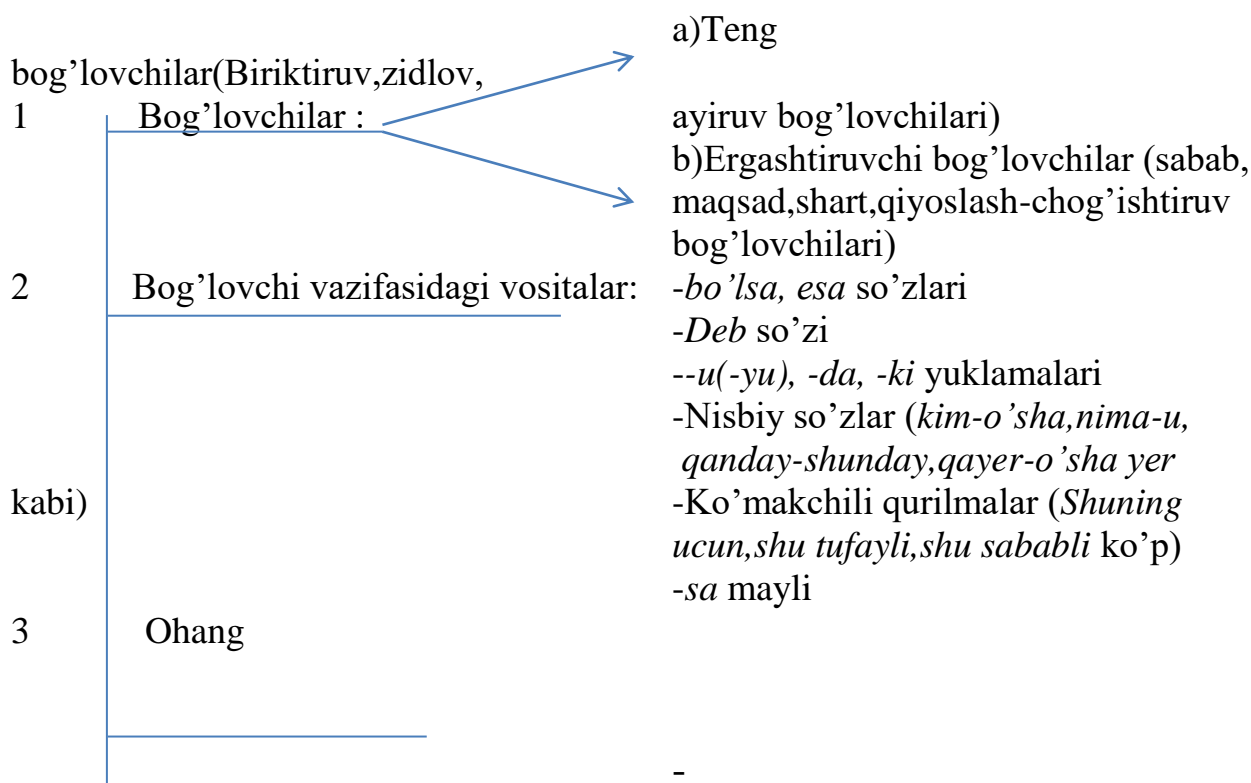 a)Teng
bog’lovchilar(Biriktiruv,zidlov,
1 Bog’lovchilar : ayiruv bog’lovchilari)
b)Ergashtiruvchi bog’lovchilar (sabab,
maqsad,shart,qiyoslash-chog’ishtiruv
bog’lovchilari)
2 Bog’lovchi vazifasidagi vositalar: -bo’lsa, esa so’zlari
-Deb so’zi
--u(-yu), -da, -ki yuklamalari
-Nisbiy so’zlar (kim-o’sha,nima-u,
qanday-shunday,qayer-o’sha yer
kabi) -Ko’makchili qurilmalar (Shuning
ucun,shu tufayli,shu sababli ko’p)
-sa mayli
3 Ohang
-